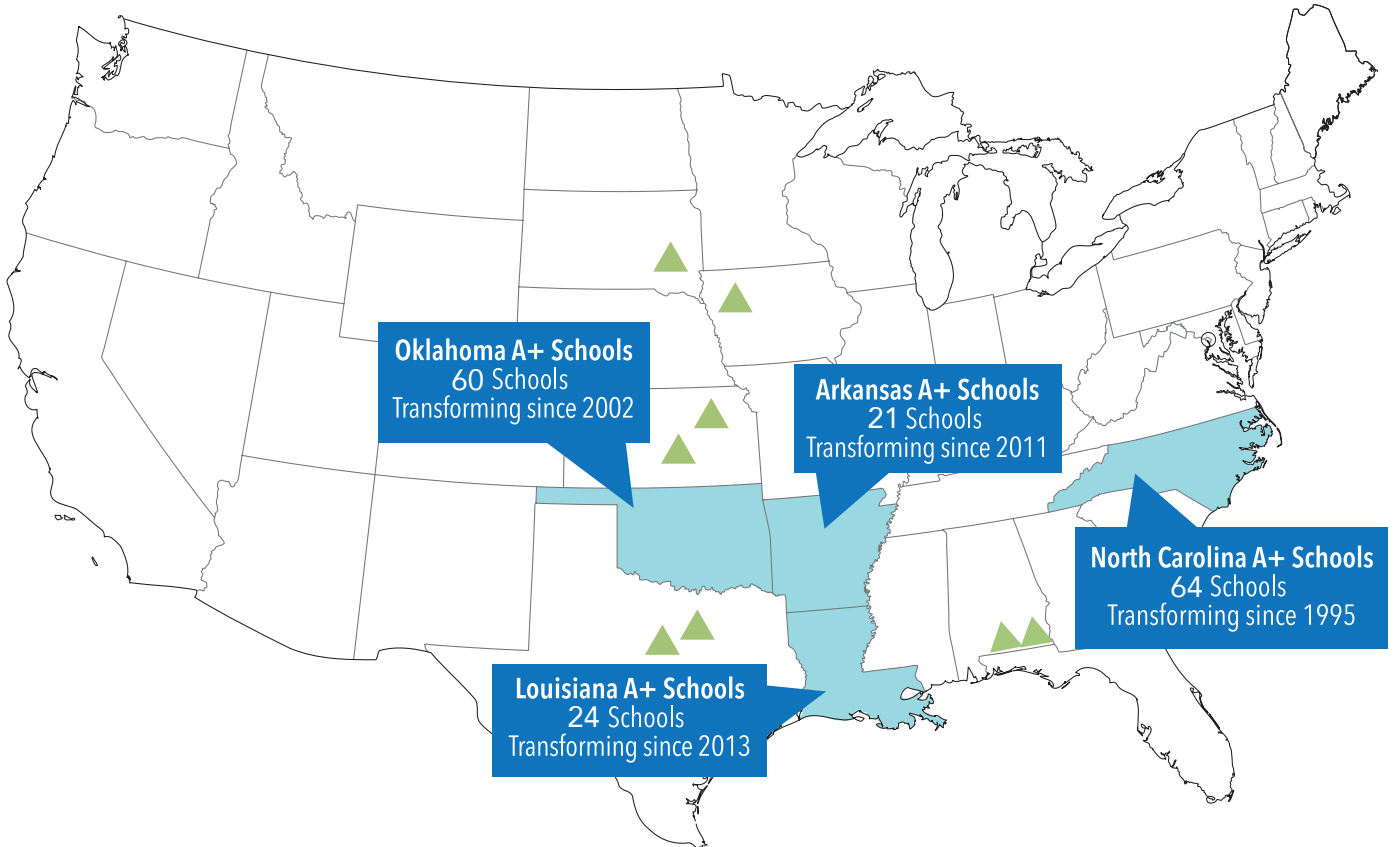 Oklahoma A+ Schools
60 Schools
Transforming since 2002
Arkansas A+ Schools
21 Schools
Transforming since 2011
North Carolina A+ Schools
64 Schools
Transforming since 1995
Louisiana A+ Schools
24 Schools
Transforming since 2013